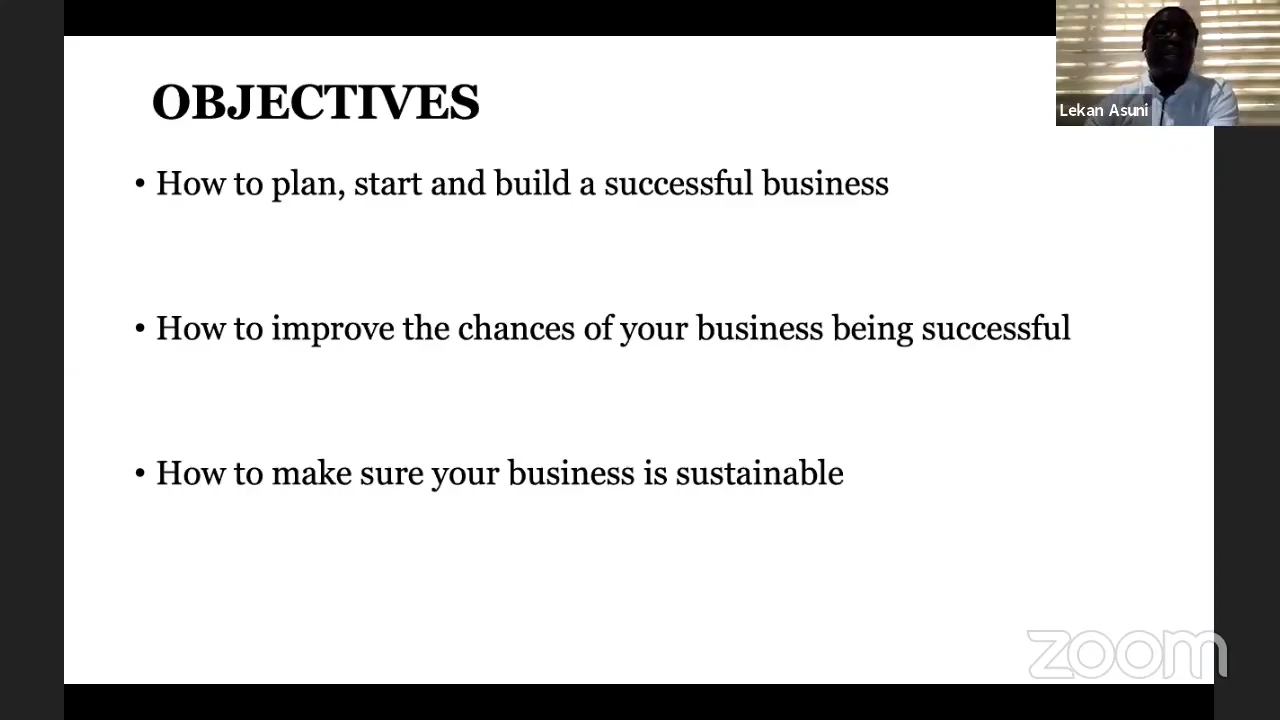 OBJECTIVES
Lekan Asuni
• How to plan, start and build a successful business
• How to improve the chances of your business being successful
• How to make sure your business is sustainable
zoom